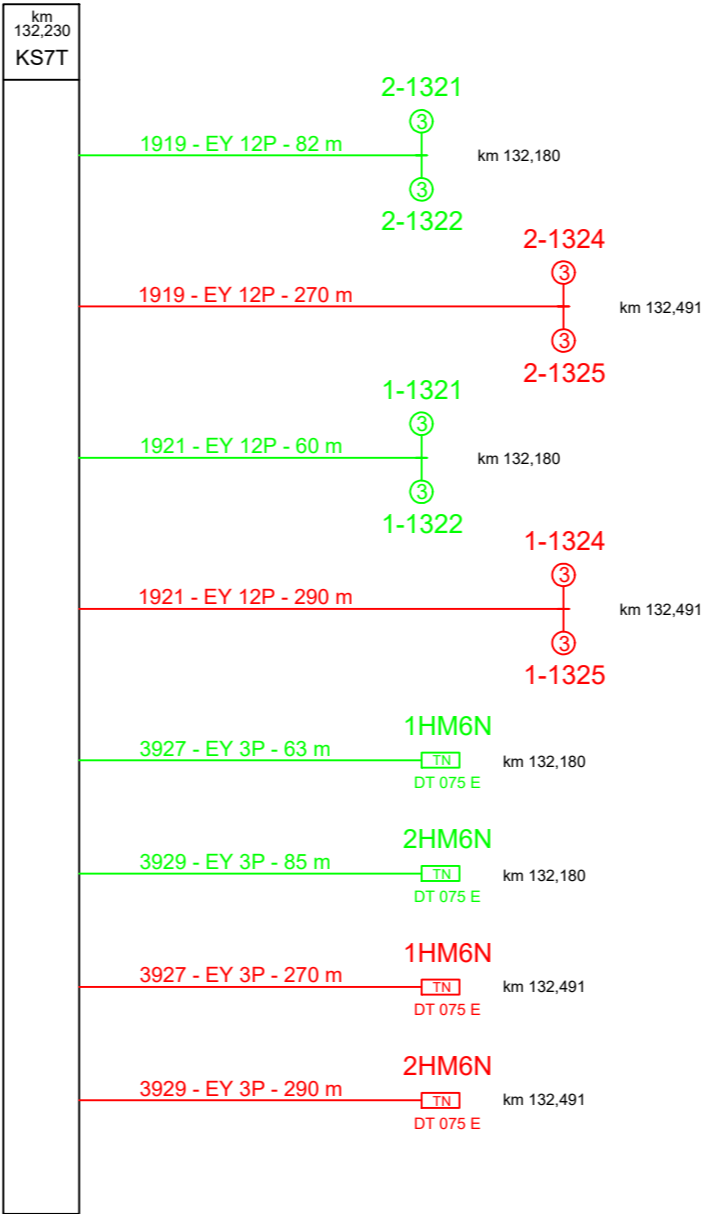 km
132,230
KS7T
2-1321
3
1919 - EY 12P - 82 m
km 132,180
3
2-1322
2-1324
3
1919 - EY 12P - 270 m
km 132,491
3
2-1325
1-1321
3
1921 - EY 12P - 60 m
km 132,180
3
1-1322
1-1324
3
1921 - EY 12P - 290 m
km 132,491
3
1-1325
1HM6N
3927 - EY 3P - 63 m
TN
km 132,180
DT 075 E
2HM6N
3929 - EY 3P - 85 m
TN
km 132,180
DT 075 E
1HM6N
3927 - EY 3P - 270 m
TN
km 132,491
DT 075 E
2HM6N
3929 - EY 3P - 290 m
TN
km 132,491
DT 075 E